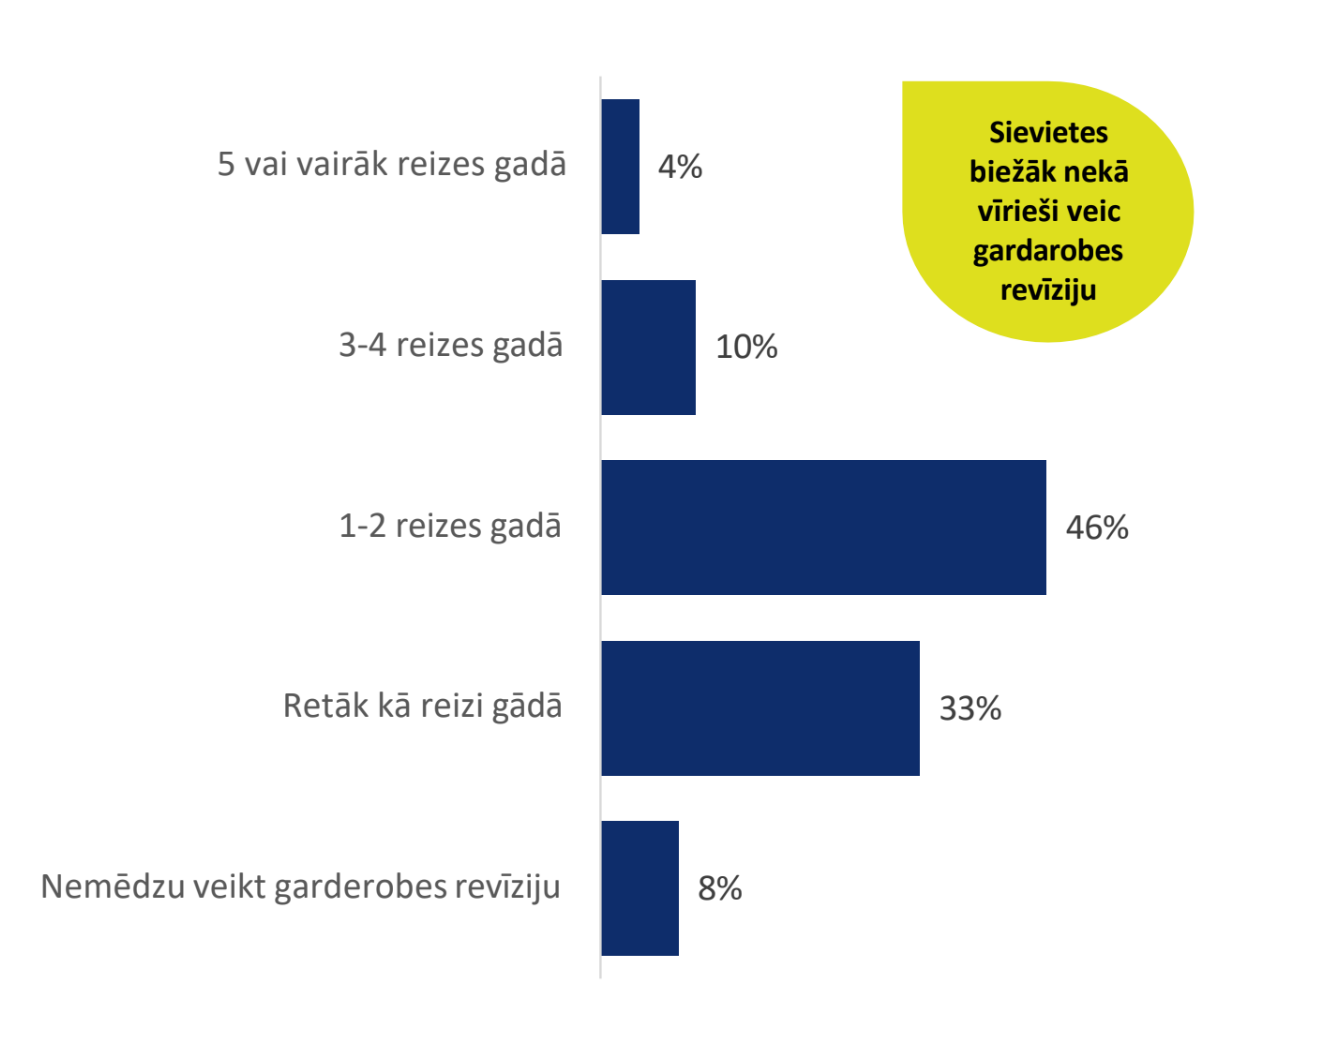 5 vai vairāk reizes gadā
4%
Sievietes
biežāk nekā
vīrieši veic
gardarobes
revīziju
3-4 reizes gadā
10%
1-2 reizes gadā
46%
Retāk kā reizi gādā
33%
Nemēdzu veikt garderobes revīziju
8%